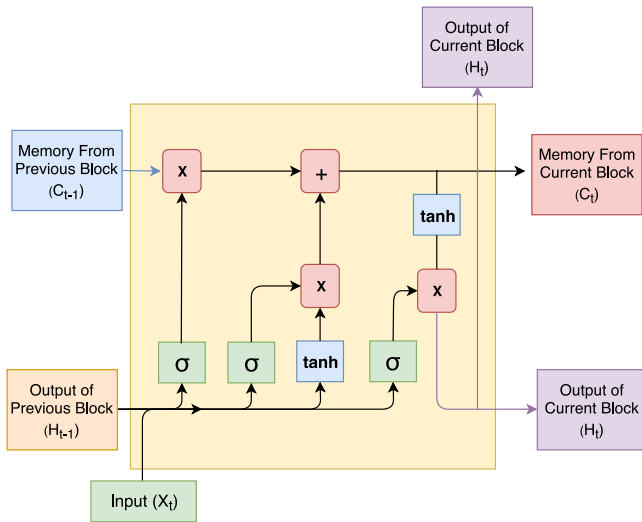 Output of
Current Block
(Ht)
Memory From
Previous Block
(Ct-1)
x
+
Memory From
Current Block
(Ct)
tanh
x
x
σ
σ
tanh
σ
Output of
Previous Block
(Ht-1)
Output of
Current Block
(Ht)
Input (Xt)